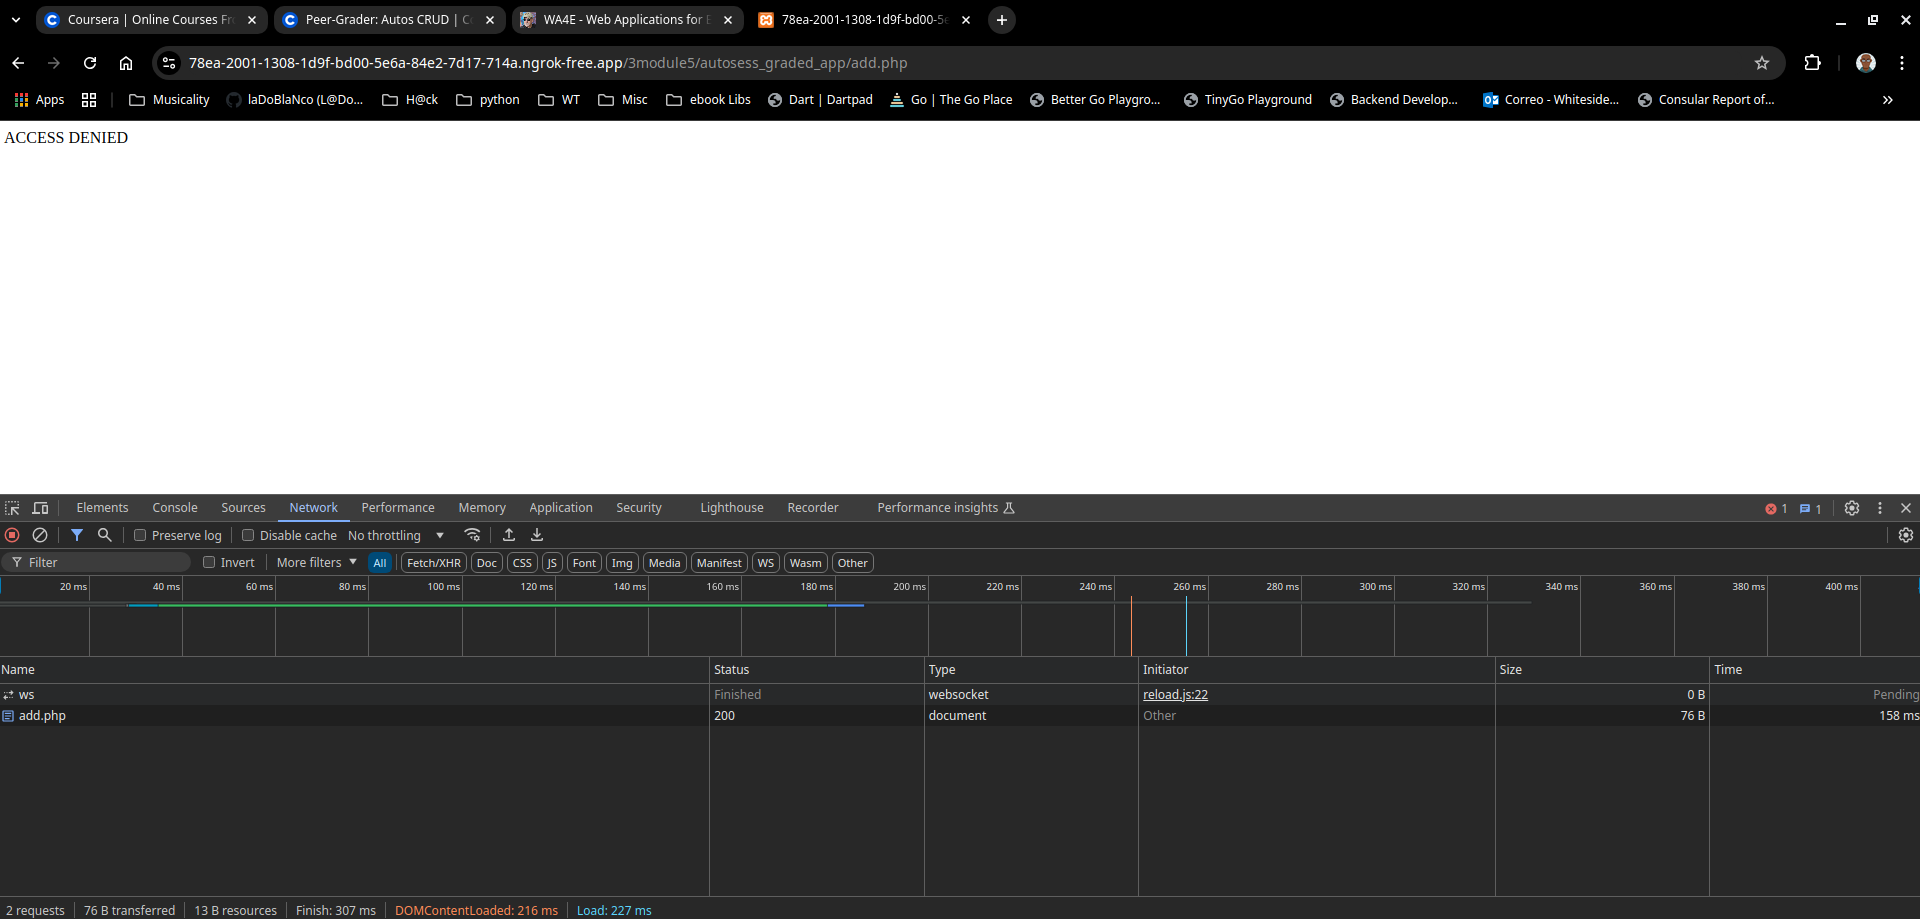 Coursera | Online Courses Fr
Peer-Grader: Autos CRUD | C
WA4E - Web Applications for E
78ea-2001-1308-1d9f-bd00-5e
78ea-2001-1308-1d9f-bd00-5e6a-84e2-7d17-714a.ngrok-free.app/3module5/autosess_graded_app/add.php
Apps Musicality laDoBlaNco (L@Do... H@ck python WT Misc ebook Libs Dart | Dartpad Go | The Go Place Better Go Playgro... TinyGo Playground Backend Develop... Correo - Whiteside... Consular Report of... »
ACCESS DENIED
Elements Console Sources Network Performance Memory Application Security Lighthouse Recorder Performance insights 1 1
Preserve log Disable cache No throttling
Filter Invert More filters All Fetch/XHR Doc CSS JS Font Img Media Manifest WS Wasm Other
20 ms 40 ms 60 ms 80 ms 100 ms 120 ms 140 ms 160 ms 180 ms 200 ms 220 ms 240 ms 260 ms 280 ms 300 ms 320 ms 340 ms 360 ms 380 ms 400 ms
Name Status Type Initiator Size Time
ws Finished websocket reload.js:22 0 B Pending
add.php 200 document Other 76 B 158 ms
2 requests 76 B transferred 13 B resources Finish: 307 ms DOMContentLoaded: 216 ms Load: 227 ms